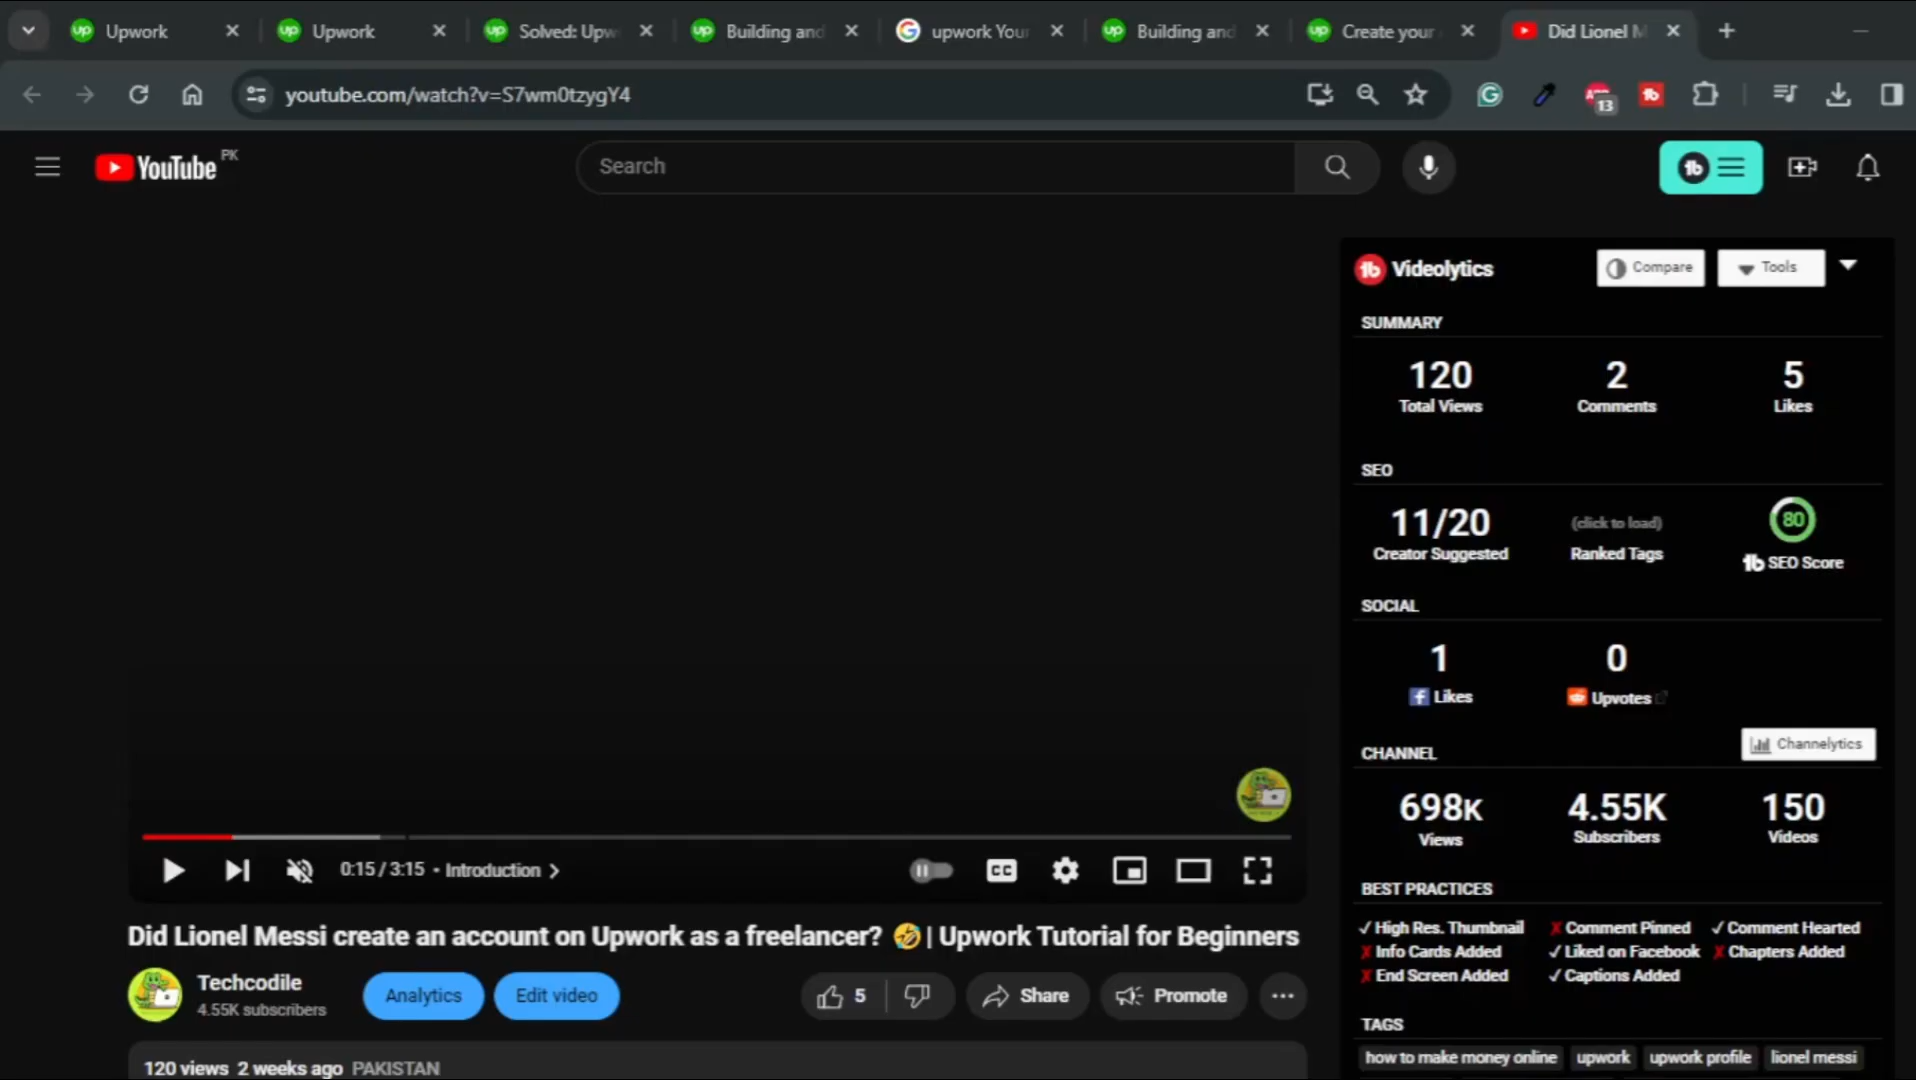 Upwork
Upwork
Solved: Upw
Building and
upwork Your
Building and
Create your
Did Lionel M
youtube.com/watch?v=S7wm0tzygY4
13
YouTube PK
Search
Videolytics
Compare
Tools
SUMMARY
120
2
5
Total Views
Comments
Likes
SEO
11/20
(click to load)
80
Creator Suggested
Ranked Tags
SEO Score
SOCIAL
1
0
Likes
Upvotes
CHANNEL
Channelytics
698K
4.55K
150
Views
Subscribers
Videos
BEST PRACTICES
✓ High Res. Thumbnail
✗ Comment Pinned
✓ Comment Hearted
✗ Info Cards Added
✓ Liked on Facebook
✗ Chapters Added
✗ End Screen Added
✓ Captions Added
TAGS
how to make money online
upwork
upwork profile
lionel messi
0:15 / 3:15 • Introduction
CC
Did Lionel Messi create an account on Upwork as a freelancer? 🤣 | Upwork Tutorial for Beginners
Techcodile
4.55K subscribers
Analytics
Edit video
5
Share
Promote
120 views 2 weeks ago PAKISTAN